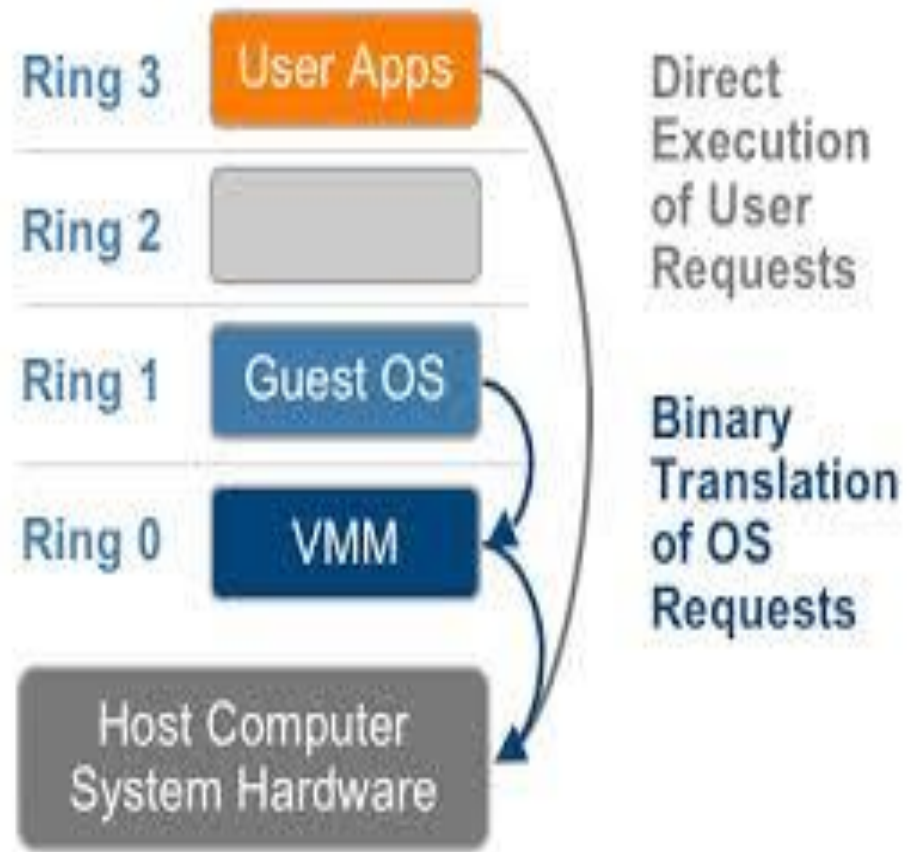 Ring 3
User Apps
Direct
Execution
of User
Requests
Ring 2
Ring 1
Guest OS
Binary
Translation
of OS
Requests
Ring 0
VMM
Host Computer
System Hardware